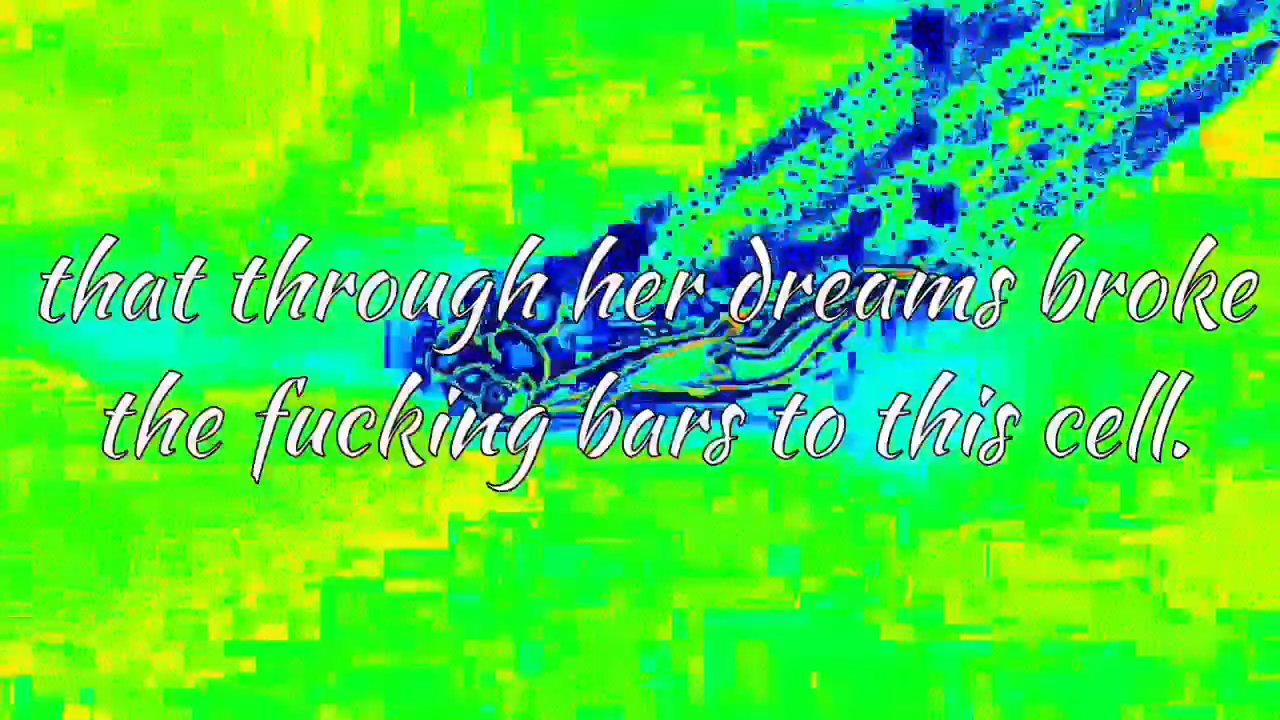 that through her dreams broke
the fucking bars to this cell.